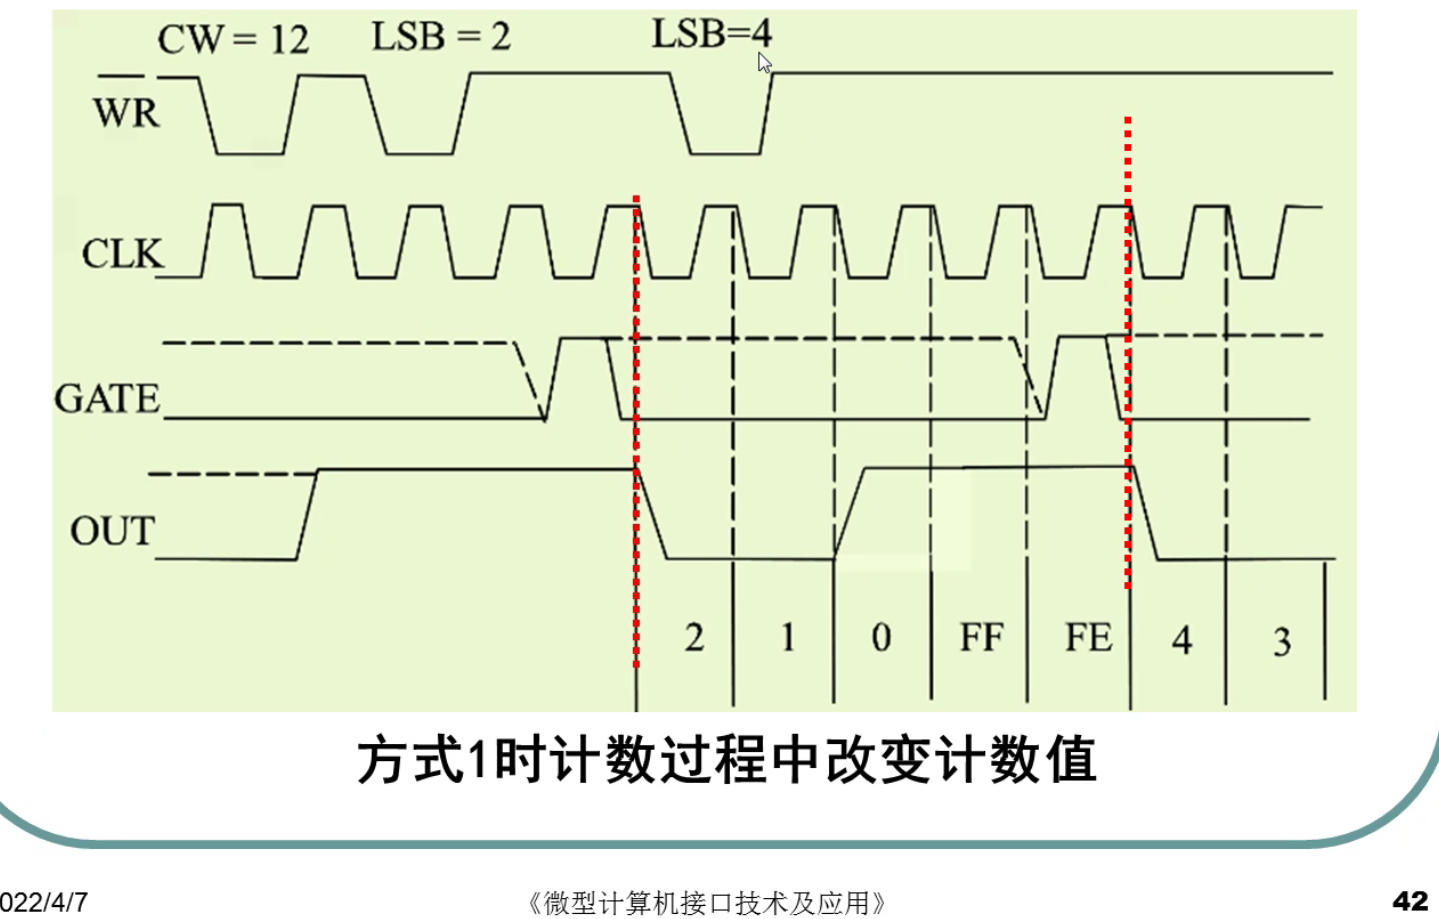 CW = 12 LSB = 2 LSB=4
WR
CLK
GATE
OUT
2 1 0 FF FE 4 3
方式1时计数过程中改变计数值
022/4/7 《微型计算机接口技术及应用》 42